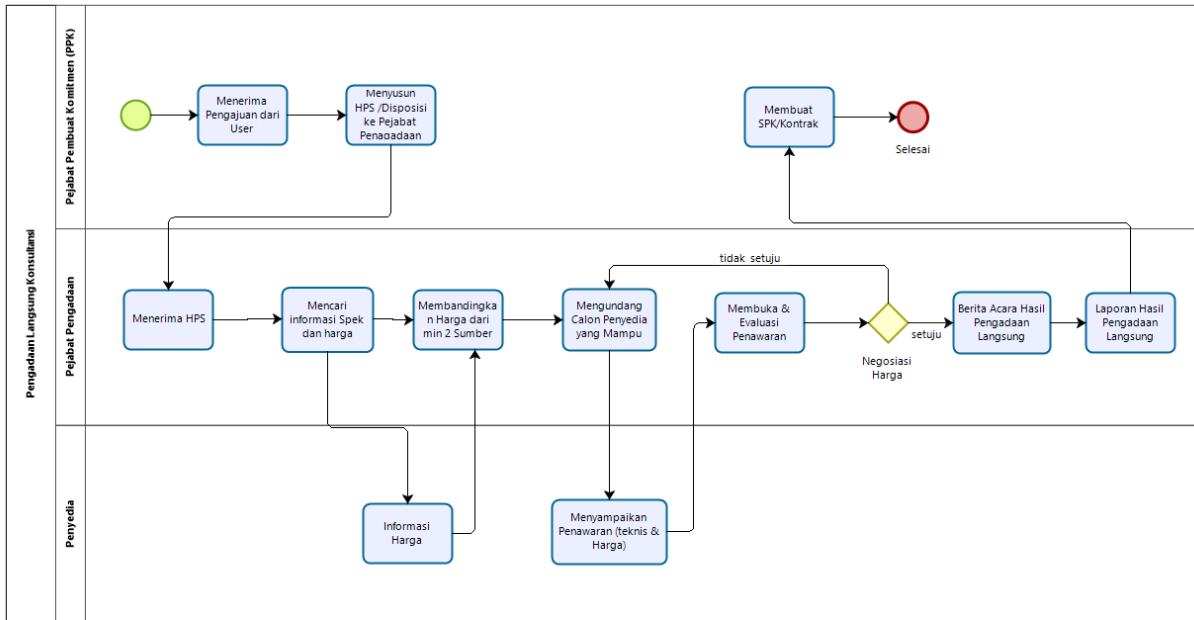 Pengadaan Langsung Konsultansi
Pejabat Pembuat Komitmen (PPK)
Menerima
Pengajuan dari
User
Menyusun
HPS /Disposisi
ke Pejabat
Penagadaan
Membuat
SPK/Kontrak
Selesai
Pejabat Pengadaan
Menerima HPS
Mencari
informasi Spek
dan harga
Membandingka
n Harga dari
min 2 Sumber
Mengundang
Calon Penyedia
yang Mampu
tidak setuju
Membuka &
Evaluasi
Penawaran
Negosiasi
Harga
setuju
Berita Acara Hasil
Pengadaan
Langsung
Laporan Hasil
Pengadaan
Langsung
Penyedia
Informasi
Harga
Menyampaikan
Penawaran (teknis &
Harga)